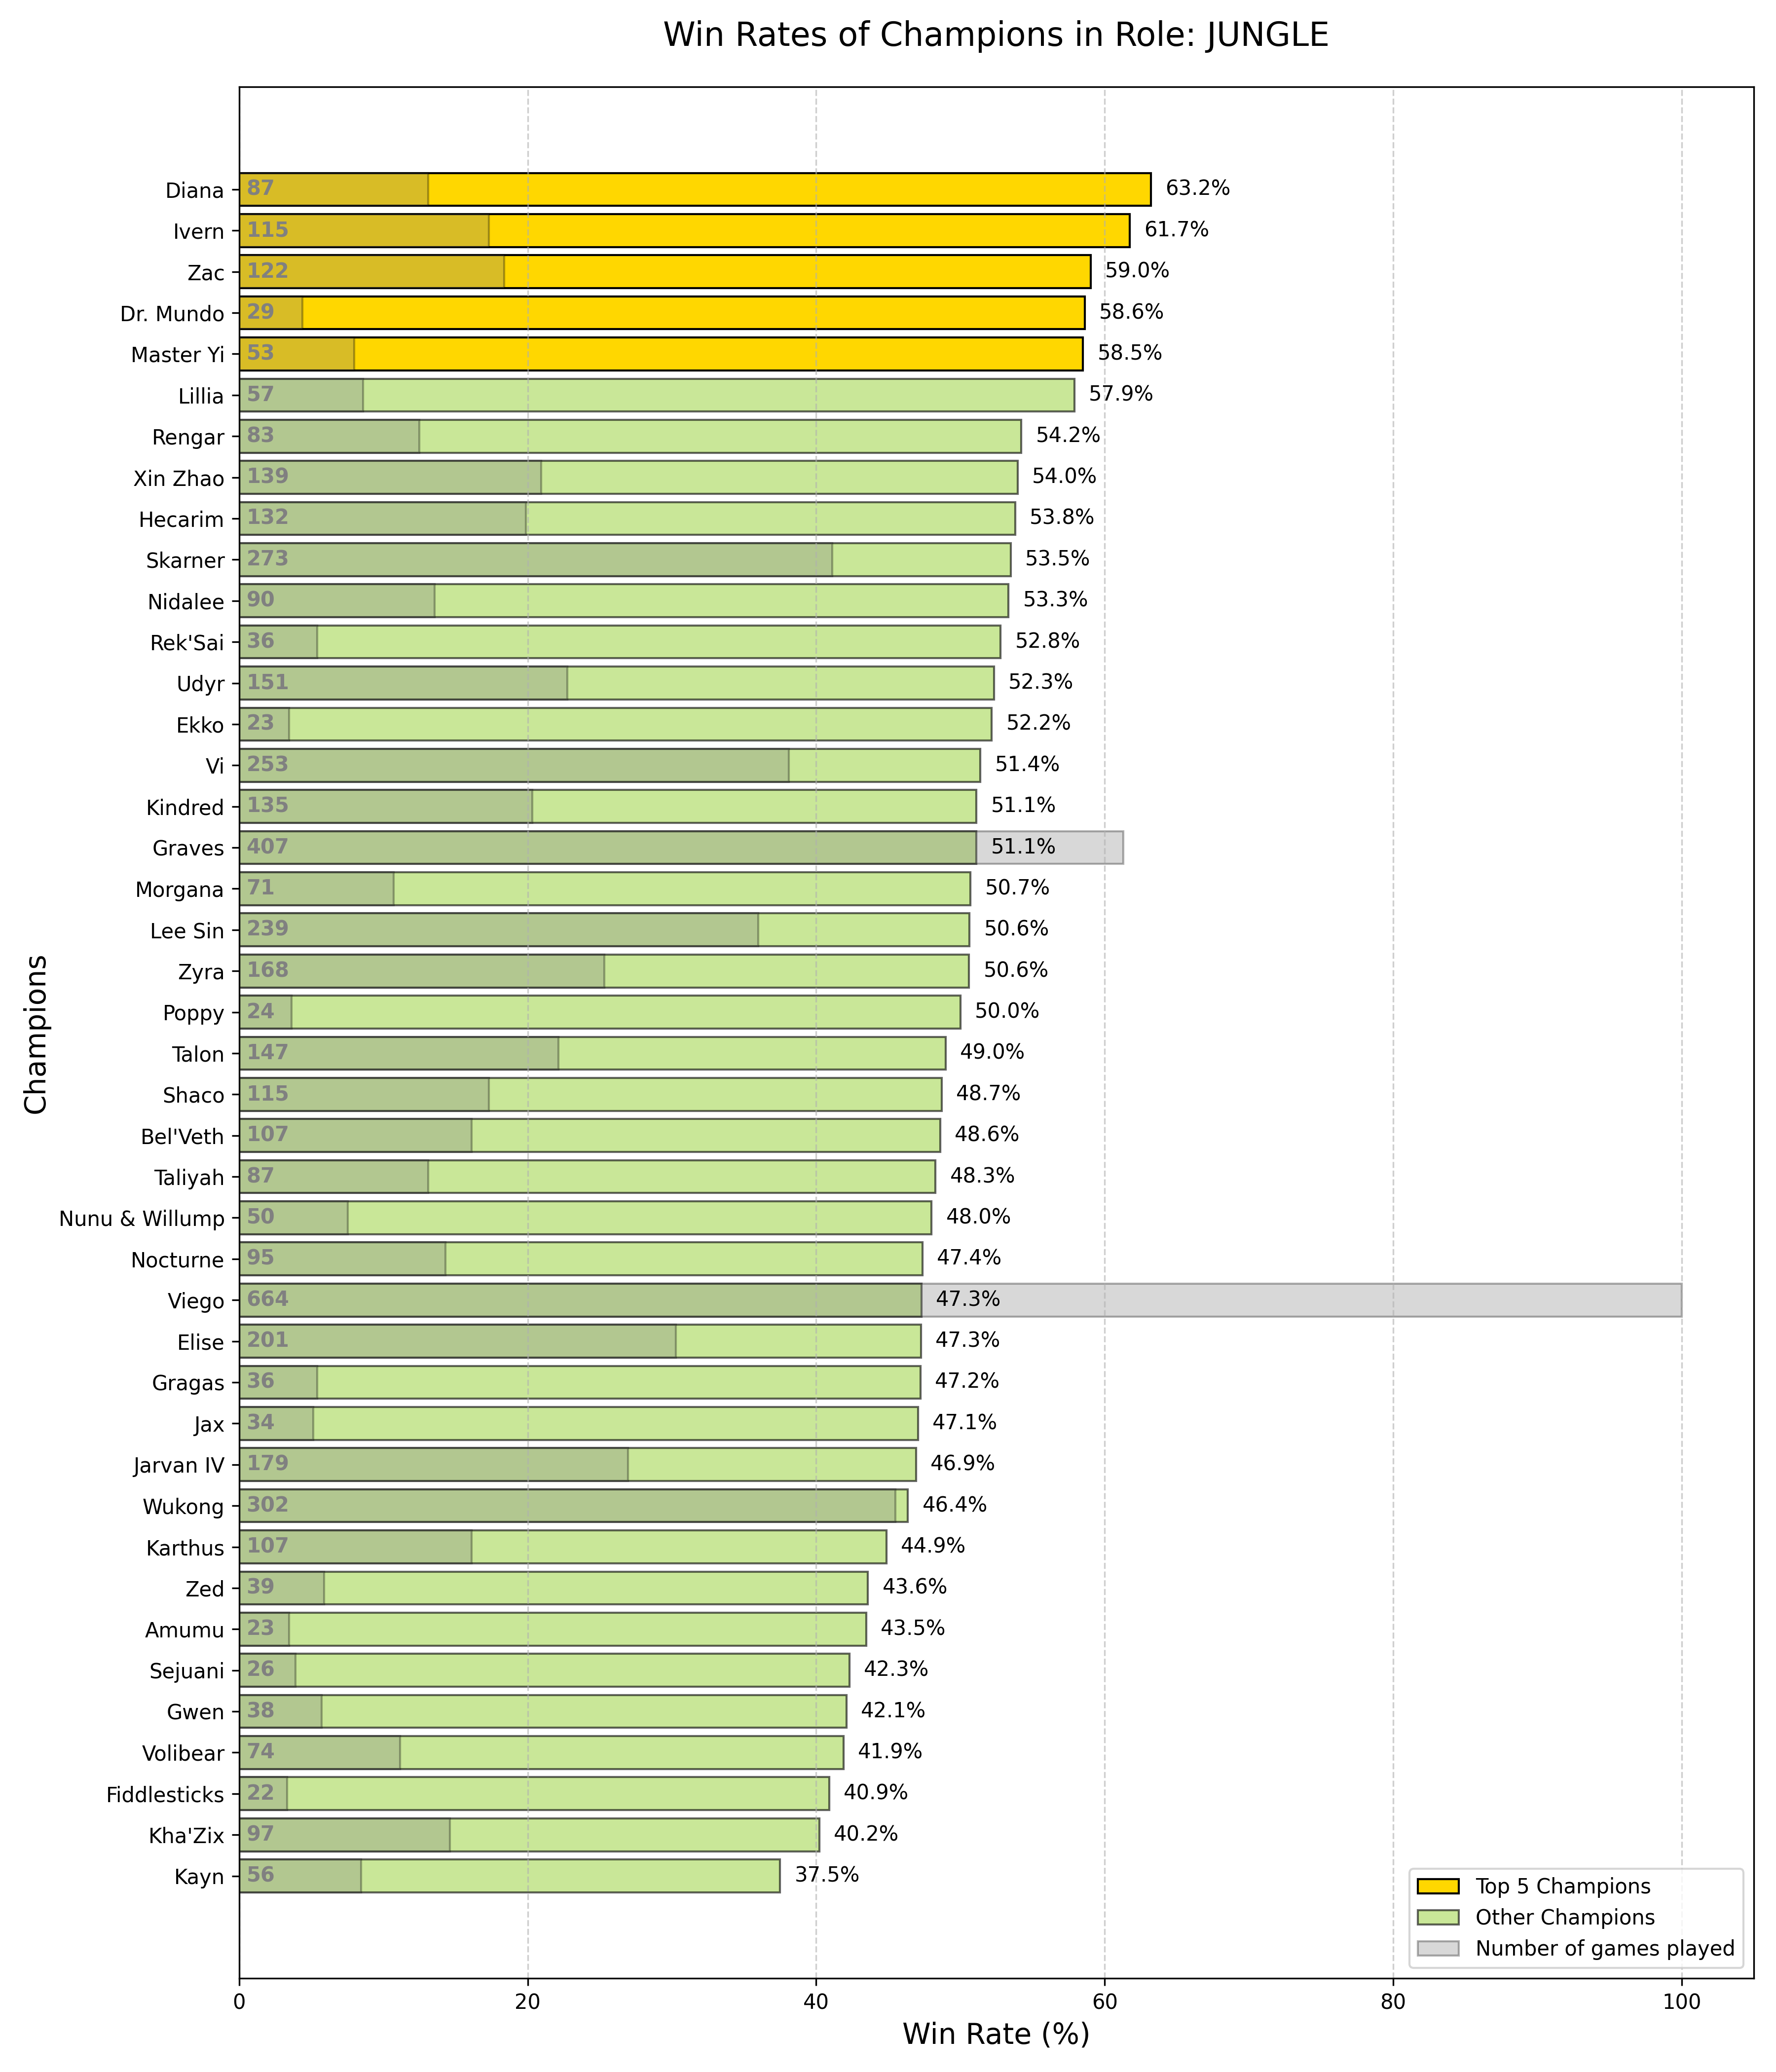 Win Rates of Champions in Role: JUNGLE
Champions
Diana 87 63.2%
Ivern 115 61.7%
Zac 122 59.0%
Dr. Mundo 29 58.6%
Master Yi 53 58.5%
Lillia 57 57.9%
Rengar 83 54.2%
Xin Zhao 139 54.0%
Hecarim 132 53.8%
Skarner 273 53.5%
Nidalee 90 53.3%
Rek'Sai 36 52.8%
Udyr 151 52.3%
Ekko 23 52.2%
Vi 253 51.4%
Kindred 135 51.1%
Graves 407 51.1%
Morgana 71 50.7%
Lee Sin 239 50.6%
Zyra 168 50.6%
Poppy 24 50.0%
Talon 147 49.0%
Shaco 115 48.7%
Bel'Veth 107 48.6%
Taliyah 87 48.3%
Nunu & Willump 50 48.0%
Nocturne 95 47.4%
Viego 664 47.3%
Elise 201 47.3%
Gragas 36 47.2%
Jax 34 47.1%
Jarvan IV 179 46.9%
Wukong 302 46.4%
Karthus 107 44.9%
Zed 39 43.6%
Amumu 23 43.5%
Sejuani 26 42.3%
Gwen 38 42.1%
Volibear 74 41.9%
Fiddlesticks 22 40.9%
Kha'Zix 97 40.2%
Kayn 56 37.5%
Top 5 Champions
Other Champions
Number of games played
0 20 40 60 80 100
Win Rate (%)